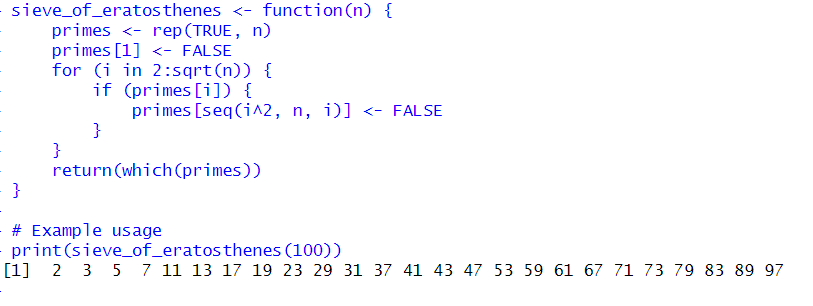 sieve_of_eratosthenes <- function(n) {
    primes <- rep(TRUE, n)
    primes[1] <- FALSE
    for (i in 2:sqrt(n)) {
        if (primes[i]) {
            primes[seq(i^2, n, i)] <- FALSE
        }
    }
    return(which(primes))
}

# Example usage
print(sieve_of_eratosthenes(100))
[1]  2  3  5  7 11 13 17 19 23 29 31 37 41 43 47 53 59 61 67 71 73 79 83 89 97